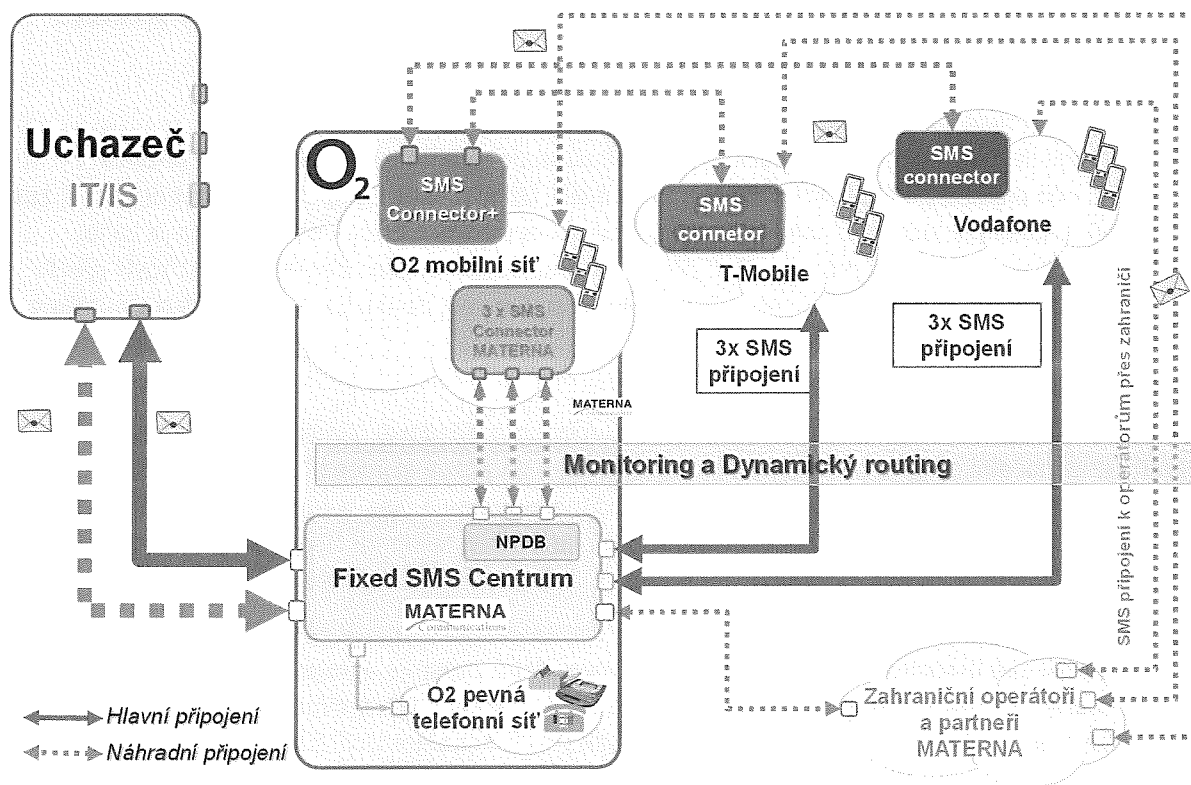 Uchazeč
IT/IS
O2
SMS
Connector+
O2 mobilní síť
3 x SMS
Connector
MATERNA
MATERNA
Communications
SMS
connetor
T-Mobile
SMS
connector
Vodafone
3x SMS
připojení
3x SMS
připojení
SMS připojení k operátorům přes zahraničí
Monitoring a Dynamický routing
NPDB
Fixed SMS Centrum
MATERNA
Communications
O2 pevná
telefonní síť
Zahraniční operátoři
a partneři
MATERNA
Hlavní připojení
Náhradní připojení